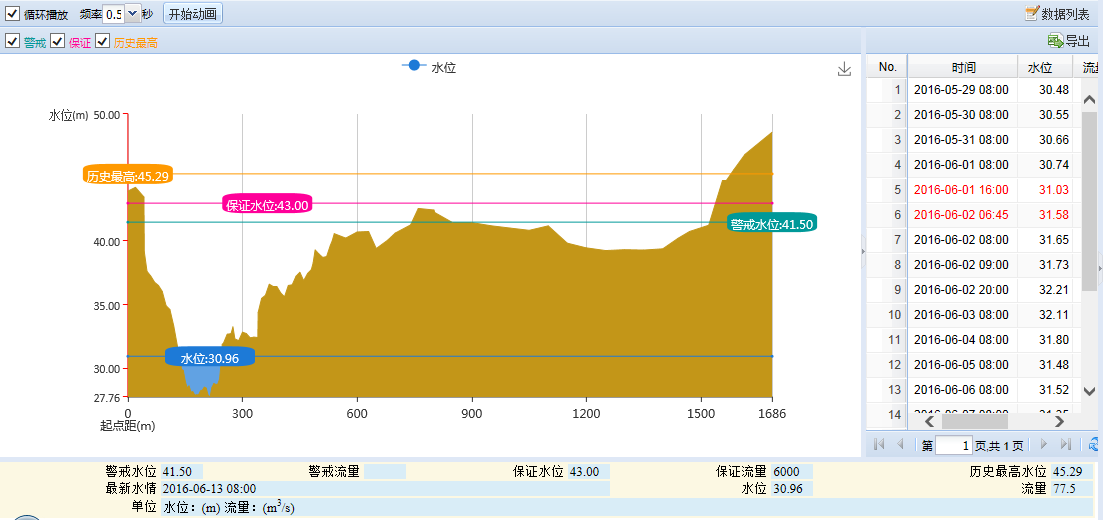 循环播放 频率 0.5 秒 开始动画 数据列表
警戒 保证 历史最高 导出
水位
水位(m)
50.00
40.00
35.00
30.00
27.76
历史最高:45.29
保证水位:43.00
警戒水位:41.50
水位:30.96
0 300 600 900 1200 1500 1686
起点距(m)
No. 时间 水位
1 2016-05-29 08:00 30.48
2 2016-05-30 08:00 30.55
3 2016-05-31 08:00 30.66
4 2016-06-01 08:00 30.74
5 2016-06-01 16:00 31.03
6 2016-06-02 06:45 31.58
7 2016-06-02 08:00 31.65
8 2016-06-02 09:00 31.73
9 2016-06-02 20:00 32.21
10 2016-06-03 08:00 32.11
11 2016-06-04 08:00 31.80
12 2016-06-05 08:00 31.48
13 2016-06-06 08:00 31.52
14
第 1 页,共 1 页
警戒水位 41.50 警戒流量 保证水位 43.00 保证流量 6000 历史最高水位 45.29
最新水情 2016-06-13 08:00 水位 30.96 流量 77.5
单位 水位：(m) 流量：(m³/s)